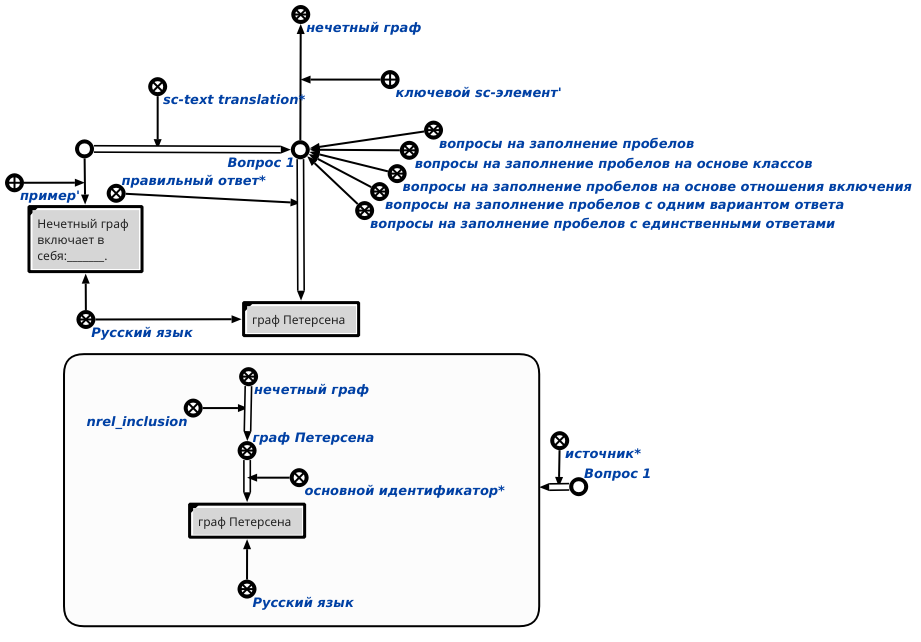 нечетный граф
ключевой sc-элемент'
sc-text translation*
вопросы на заполнение пробелов
Вопрос 1
вопросы на заполнение пробелов на основе классов
правильный ответ*
вопросы на заполнение пробелов на основе отношения включения
пример'
вопросы на заполнение пробелов с одним вариантом ответа
вопросы на заполнение пробелов с единственными ответами
Нечетный граф
включает в
себя:______.
граф Петерсена
Русский язык
нечетный граф
nrel_inclusion
граф Петерсена
источник*
Вопрос 1
основной идентификатор*
граф Петерсена
Русский язык